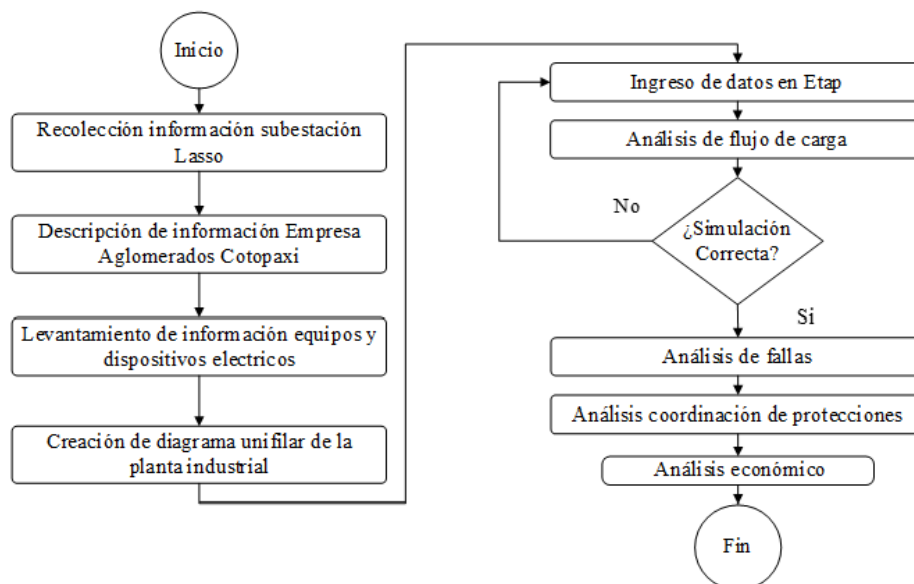 Inicio
Recolección información subestación
Lasso
Descripción de información Empresa
Aglomerados Cotopaxi
Levantamiento de información equipos y
dispositivos electricos
Creación de diagrama unifilar de la
planta industrial
Ingreso de datos en Etap
Análisis de flujo de carga
¿Simulación
Correcta?
No
Si
Análisis de fallas
Análisis coordinación de protecciones
Análisis económico
Fin